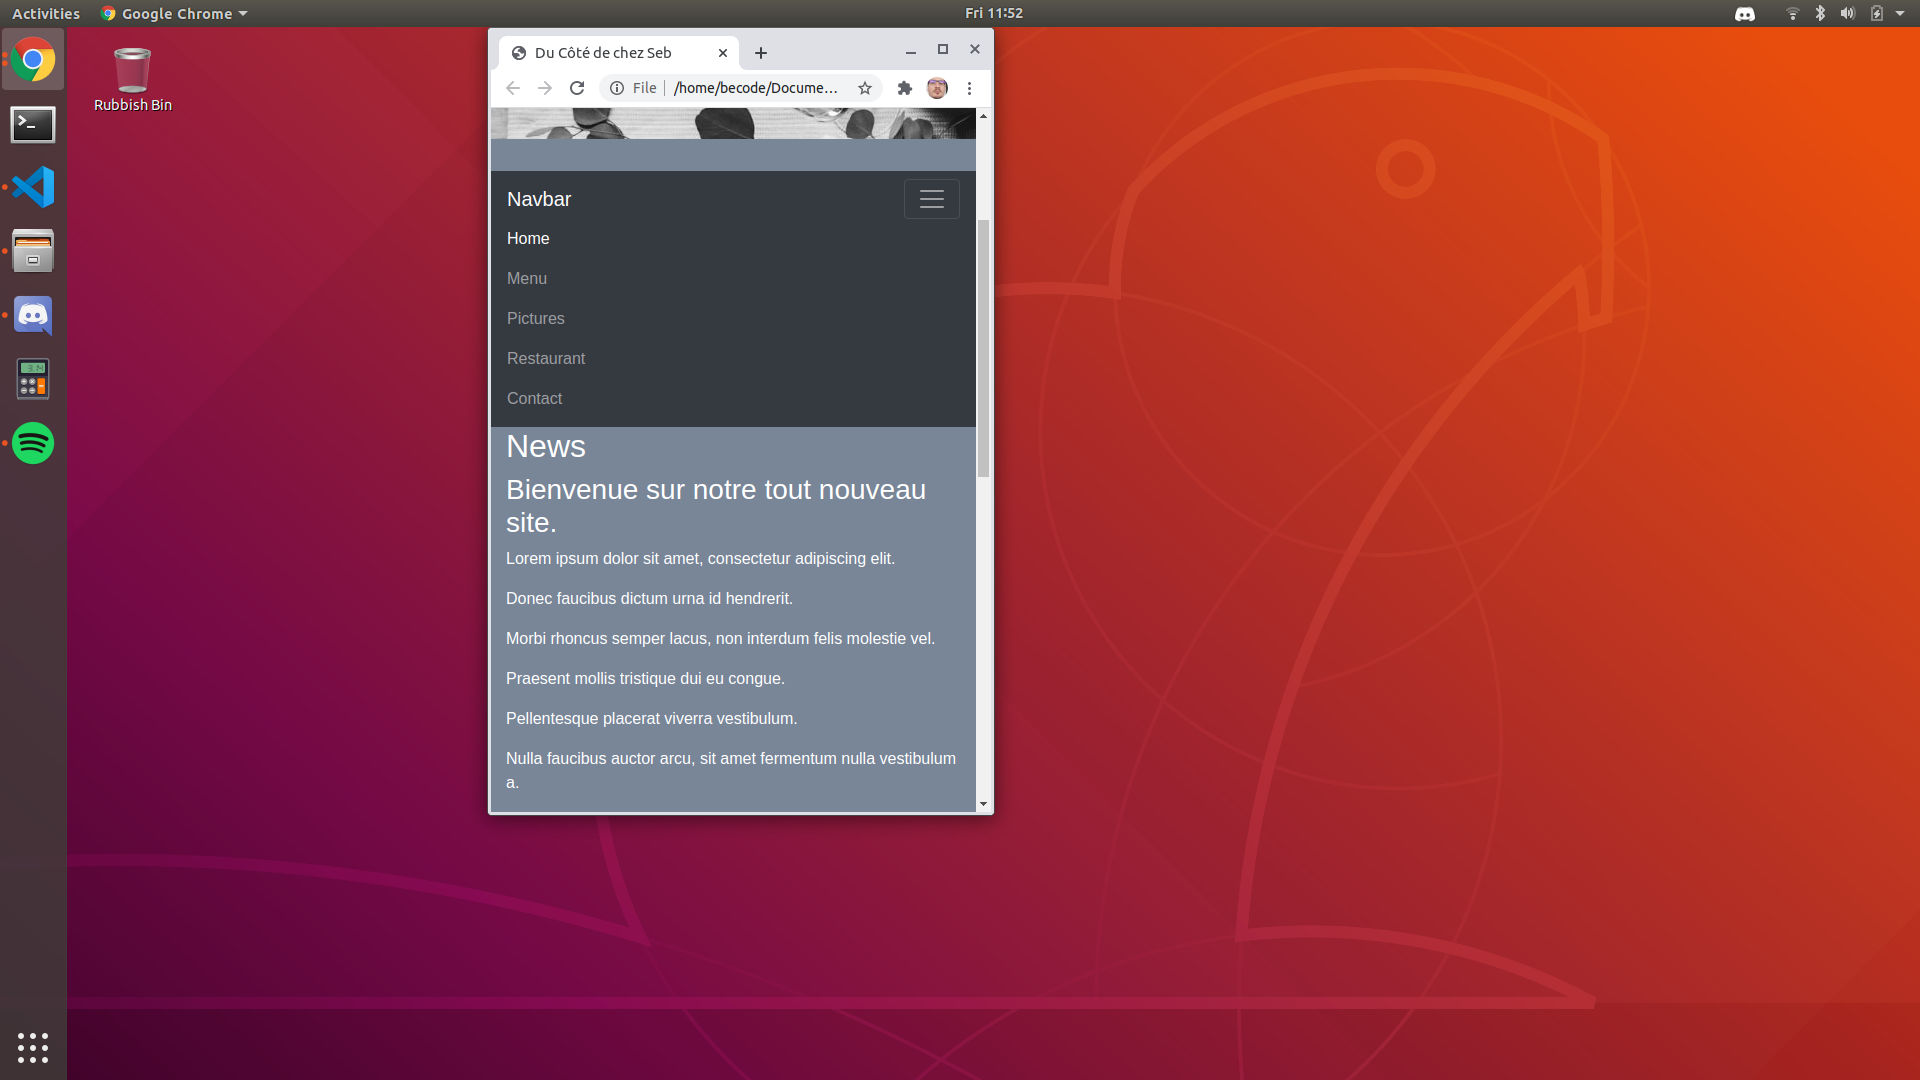 Activities
Google Chrome
Fri 11:52
Rubbish Bin
Du Côté de chez Seb
File
/home/becode/Docume...
Navbar
Home
Menu
Pictures
Restaurant
Contact
News
Bienvenue sur notre tout nouveau
site.
Lorem ipsum dolor sit amet, consectetur adipiscing elit.
Donec faucibus dictum urna id hendrerit.
Morbi rhoncus semper lacus, non interdum felis molestie vel.
Praesent mollis tristique dui eu congue.
Pellentesque placerat viverra vestibulum.
Nulla faucibus auctor arcu, sit amet fermentum nulla vestibulum
a.